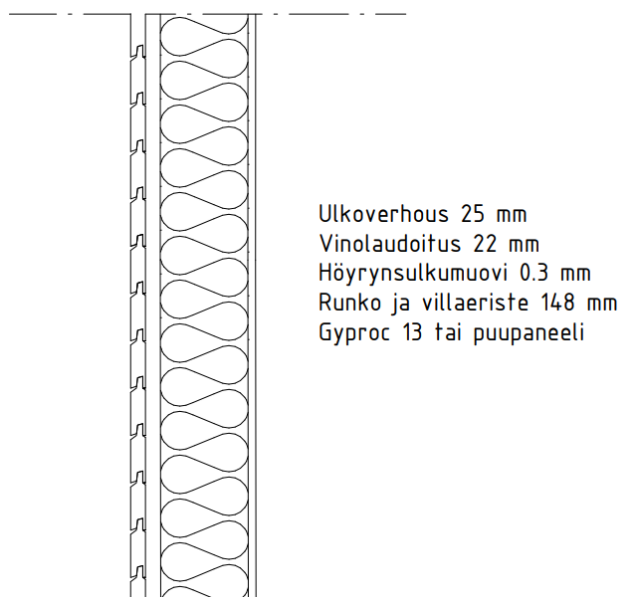 Ulkoverhous 25 mm
Vinolaudoitus 22 mm
Höyrynsulkumuovi 0.3 mm
Runko ja villaeriste 148 mm
Gyproc 13 tai puupaneeli